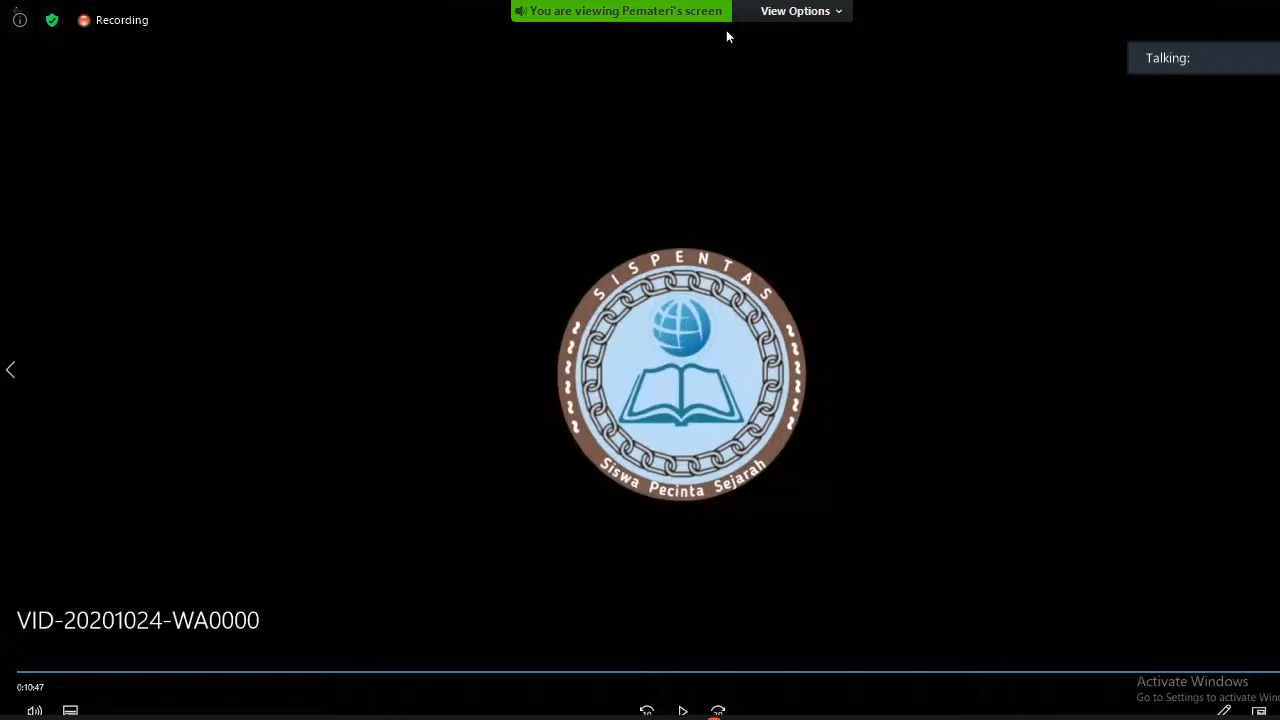 You are viewing Pemateri's screen
View Options
Recording
Talking:
SISPENTAS
Siswa Pecinta Sejarah
VID-20201024-WA0000
0:10:47
Activate Windows
Go to Settings to activate Win